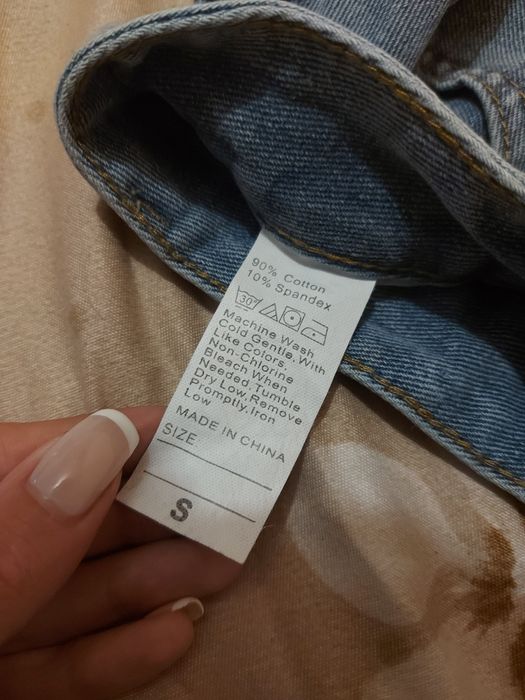 90% Cotton
10% Spandex
30°
Machine Wash
Cold Gentle, With
Like Colors.
Non-Chlorine
Bleach When
Needed, Tumble
Dry Low, Remove
Promptly, Iron
Low
MADE IN CHINA
SIZE
S